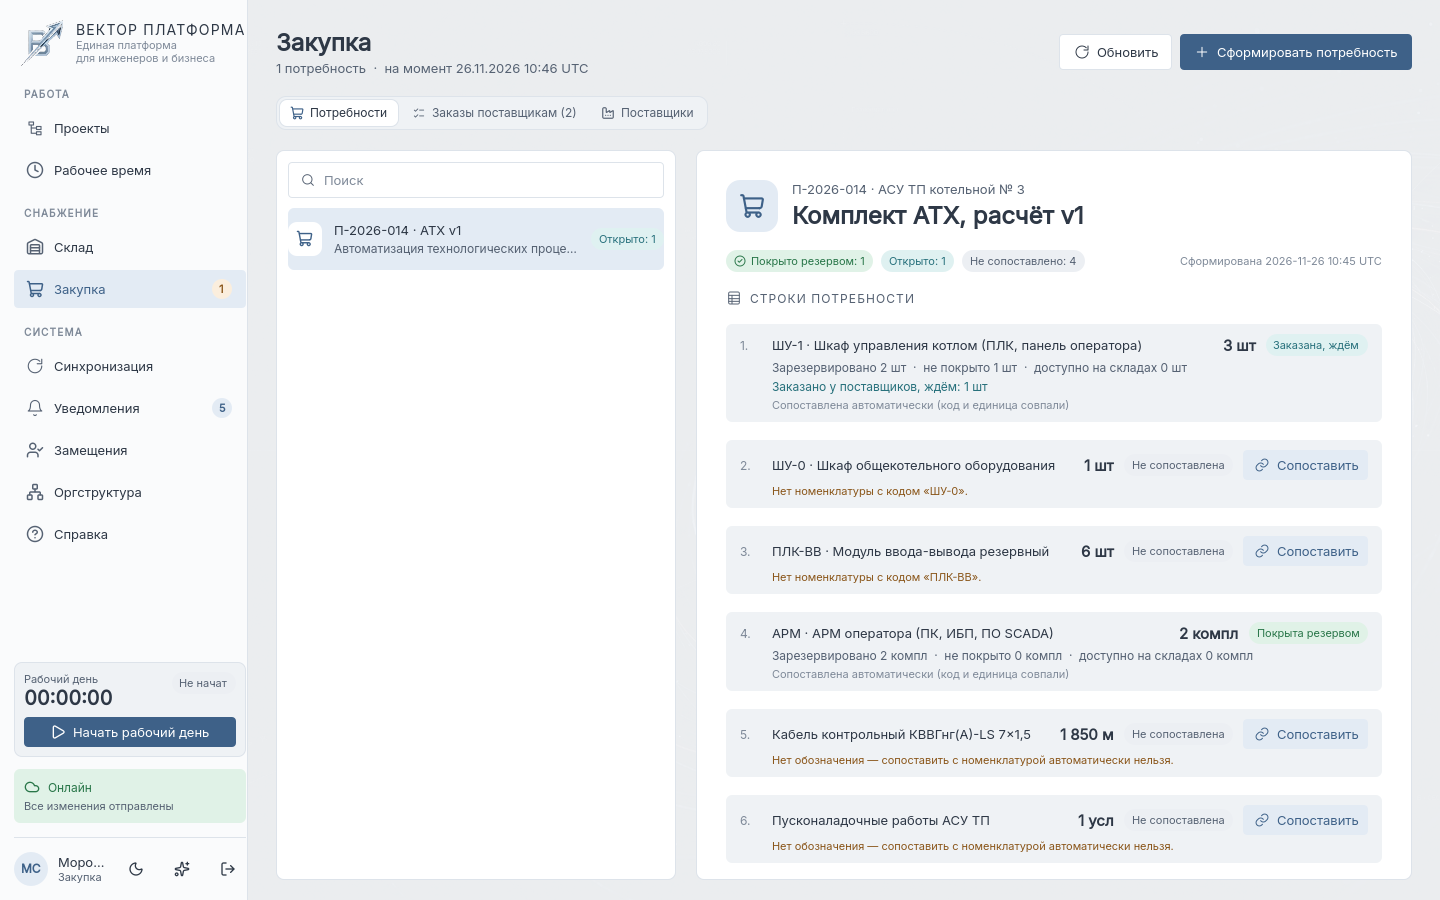 ВЕКТОР ПЛАТФОРМА
Единая платформа
для инженеров и бизнеса
РАБОТА
Проекты
Рабочее время
СНАБЖЕНИЕ
Склад
Закупка
1
СИСТЕМА
Синхронизация
Уведомления
5
Замещения
Оргструктура
Справка
Рабочий день
Не начат
00:00:00
Начать рабочий день
Онлайн
Все изменения отправлены
МС
Моро...
Закупка
Закупка
1 потребность · на момент 26.11.2026 10:46 UTC
Обновить
Сформировать потребность
Потребности
Заказы поставщикам (2)
Поставщики
Поиск
П-2026-014 · АТХ v1
Автоматизация технологических проце...
Открыто: 1
П-2026-014 · АСУ ТП котельной № 3
Комплект АТХ, расчёт v1
Покрыто резервом: 1
Открыто: 1
Не сопоставлено: 4
Сформирована 2026-11-26 10:45 UTC
СТРОКИ ПОТРЕБНОСТИ
1.
ШУ-1 · Шкаф управления котлом (ПЛК, панель оператора)
3 шт
Заказана, ждём
Зарезервировано 2 шт · не покрыто 1 шт · доступно на складах 0 шт
Заказано у поставщиков, ждём: 1 шт
Сопоставлена автоматически (код и единица совпали)
2.
ШУ-0 · Шкаф общекотельного оборудования
1 шт
Не сопоставлена
Сопоставить
Нет номенклатуры с кодом «ШУ-0».
3.
ПЛК-ВВ · Модуль ввода-вывода резервный
6 шт
Не сопоставлена
Сопоставить
Нет номенклатуры с кодом «ПЛК-ВВ».
4.
АРМ · АРМ оператора (ПК, ИБП, ПО SCADA)
2 компл
Покрыта резервом
Зарезервировано 2 компл · не покрыто 0 компл · доступно на складах 0 компл
Сопоставлена автоматически (код и единица совпали)
5.
Кабель контрольный КВВГнг(А)-LS 7×1,5
1 850 м
Не сопоставлена
Сопоставить
Нет обозначения — сопоставить с номенклатурой автоматически нельзя.
6.
Пусконаладочные работы АСУ ТП
1 усл
Не сопоставлена
Сопоставить
Нет обозначения — сопоставить с номенклатурой автоматически нельзя.